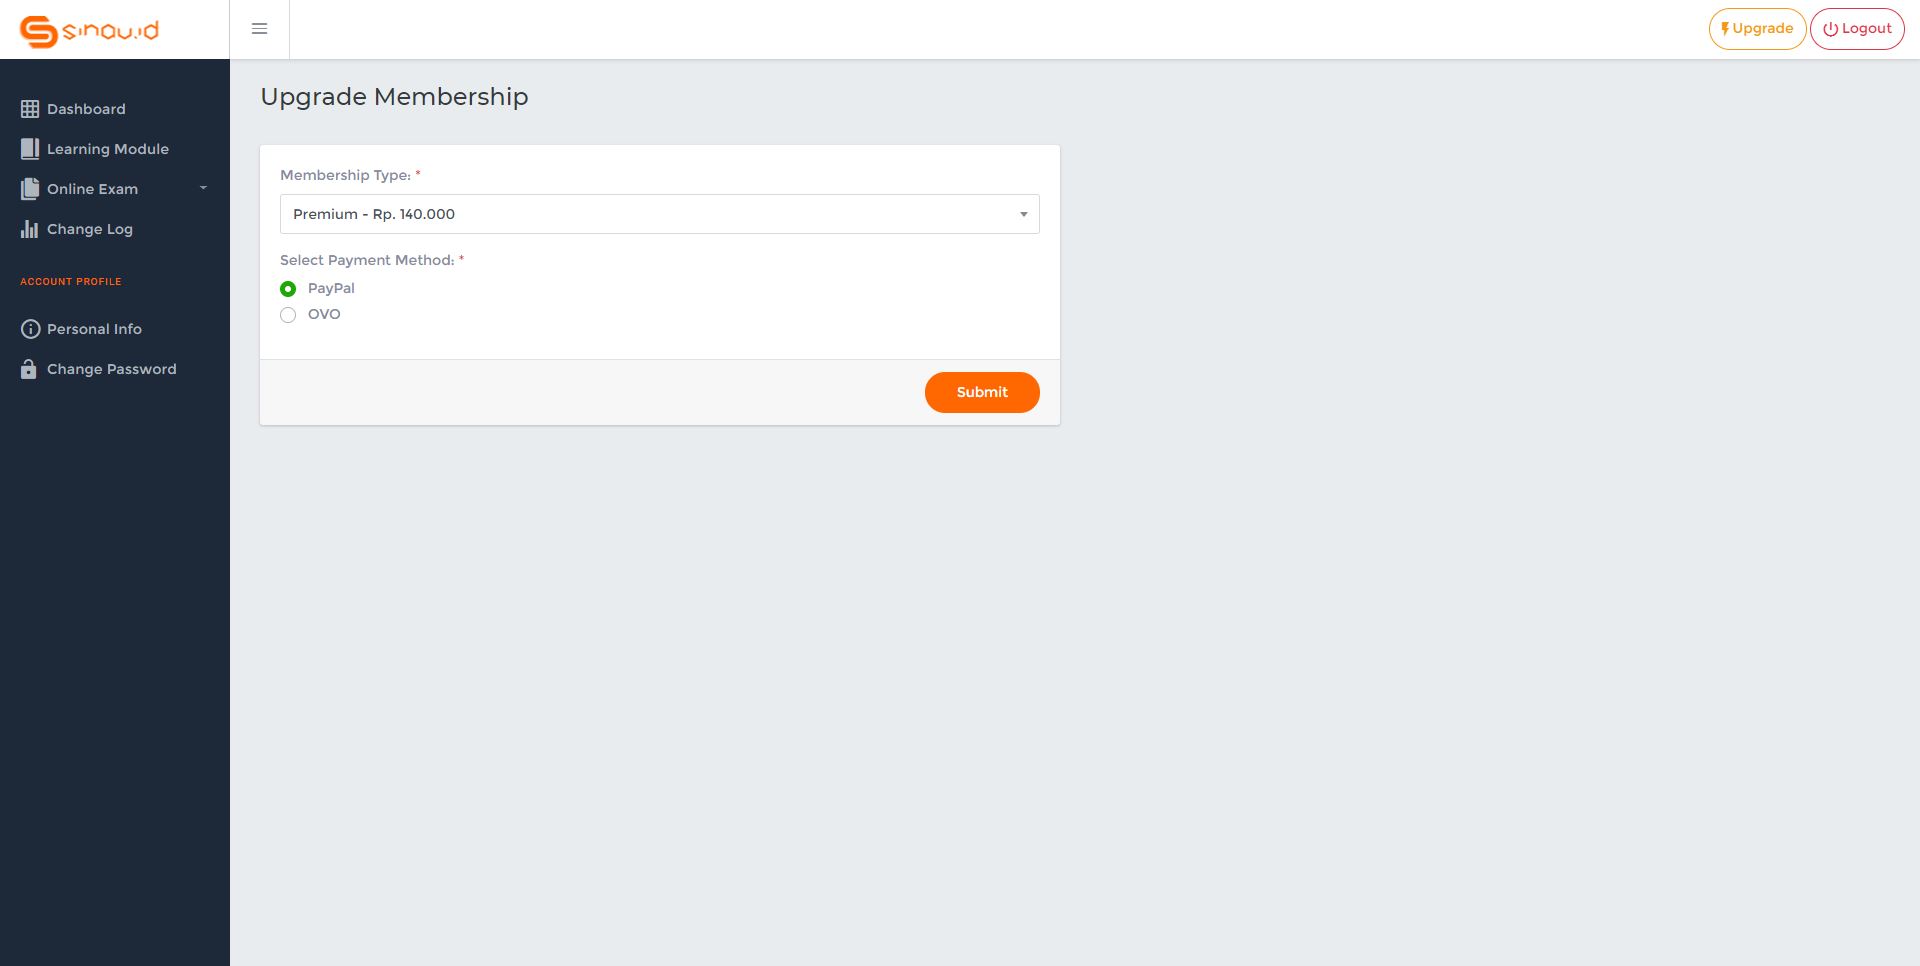 sinau.id
Upgrade
Logout
Dashboard
Learning Module
Online Exam
Change Log
ACCOUNT PROFILE
Personal Info
Change Password
Upgrade Membership
Membership Type: *
Premium - Rp. 140.000
Select Payment Method: *
PayPal
OVO
Submit